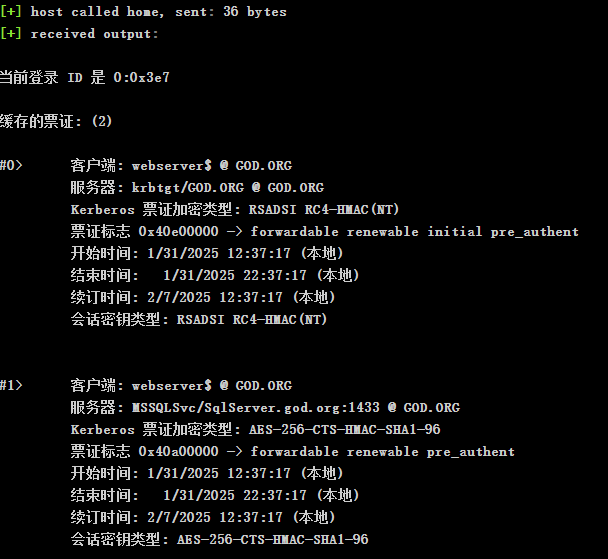 [+] host called home, sent: 36 bytes
[+] received output:
当前登录 ID 是 0:0x3e7
缓存的票证: (2)
#0> 客户端: webserver$ @ GOD.ORG
服务器: krbtgt/GOD.ORG @ GOD.ORG
Kerberos 票证加密类型: RSADSI RC4-HMAC(NT)
票证标志 0x40e00000 -> forwardable renewable initial pre_authent
开始时间: 1/31/2025 12:37:17 (本地)
结束时间: 1/31/2025 22:37:17 (本地)
续订时间: 2/7/2025 12:37:17 (本地)
会话密钥类型: RSADSI RC4-HMAC(NT)
#1> 客户端: webserver$ @ GOD.ORG
服务器: MSSQLSvc/SqlServer.god.org:1433 @ GOD.ORG
Kerberos 票证加密类型: AES-256-CTS-HMAC-SHA1-96
票证标志 0x40a00000 -> forwardable renewable pre_authent
开始时间: 1/31/2025 12:37:17 (本地)
结束时间: 1/31/2025 22:37:17 (本地)
续订时间: 2/7/2025 12:37:17 (本地)
会话密钥类型: AES-256-CTS-HMAC-SHA1-96